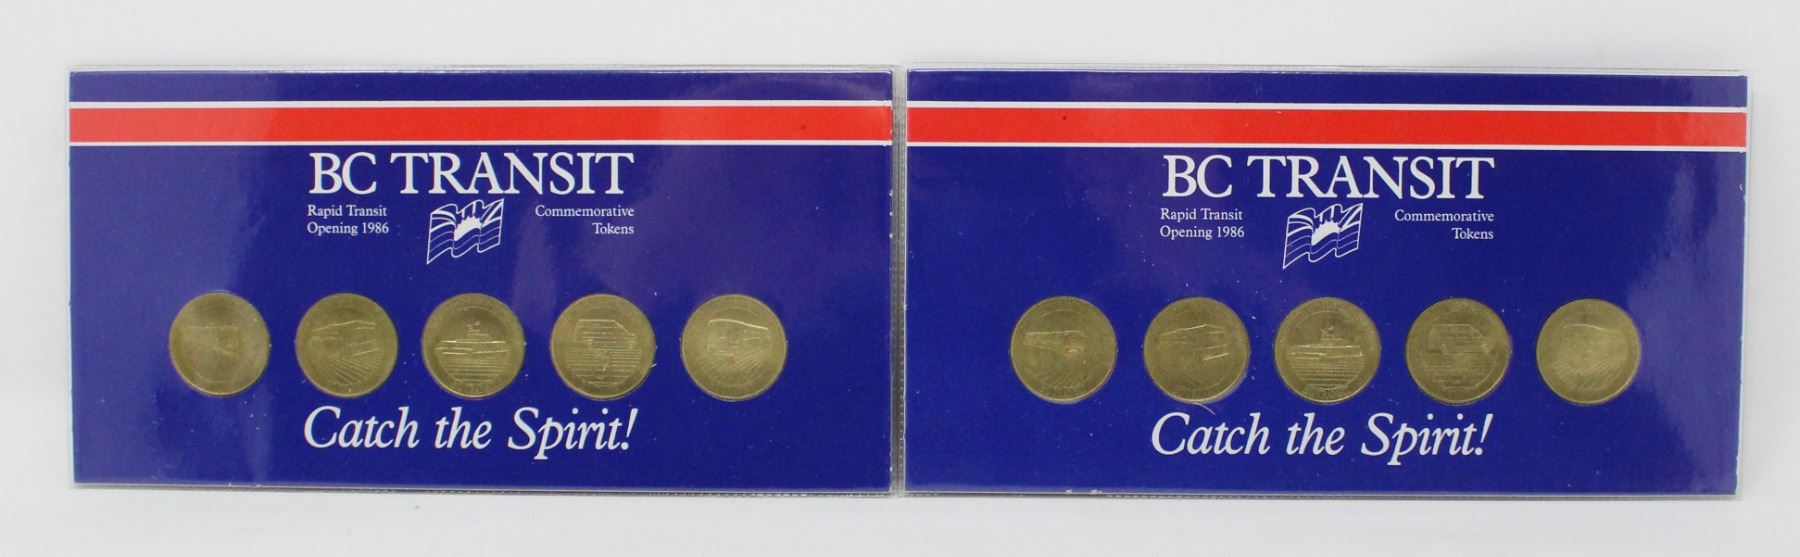 BC TRANSIT
Rapid Transit
Opening 1986
Commemorative
Tokens
Catch the Spirit!
BC TRANSIT
Rapid Transit
Opening 1986
Commemorative
Tokens
Catch the Spirit!